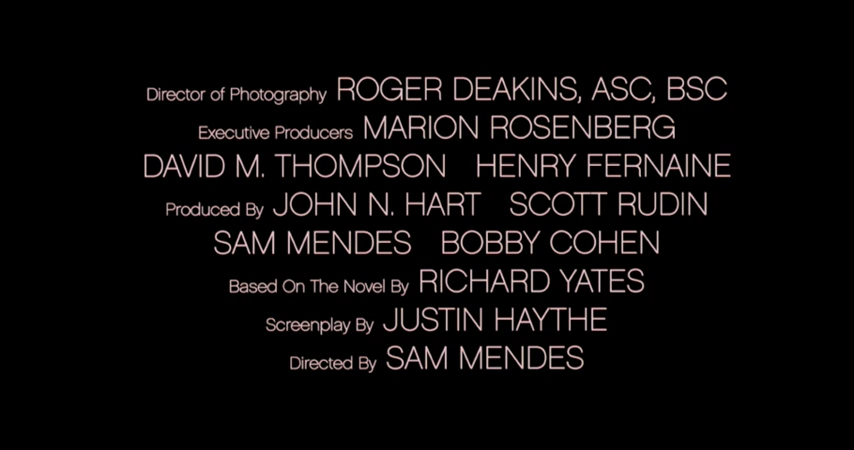 Director of Photography ROGER DEAKINS, ASC, BSC
Executive Producers MARION ROSENBERG
DAVID M. THOMPSON HENRY FERNAINE
Produced By JOHN N. HART SCOTT RUDIN
SAM MENDES BOBBY COHEN
Based On The Novel By RICHARD YATES
Screenplay By JUSTIN HAYTHE
Directed By SAM MENDES